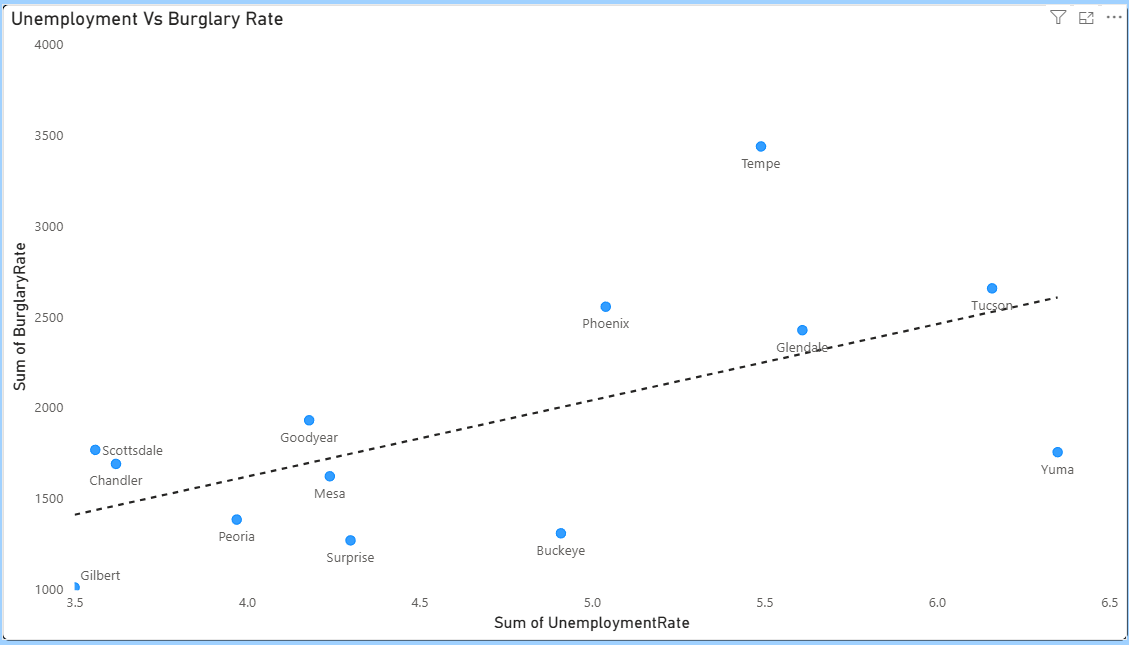 Unemployment Vs Burglary Rate
4000
3500
3000
2500
2000
1500
1000
Sum of BurglaryRate
Tempe
Tucson
Phoenix
Glendale
Goodyear
Scottsdale
Yuma
Chandler
Mesa
Peoria
Buckeye
Surprise
Gilbert
3.5 4.0 4.5 5.0 5.5 6.0 6.5
Sum of UnemploymentRate